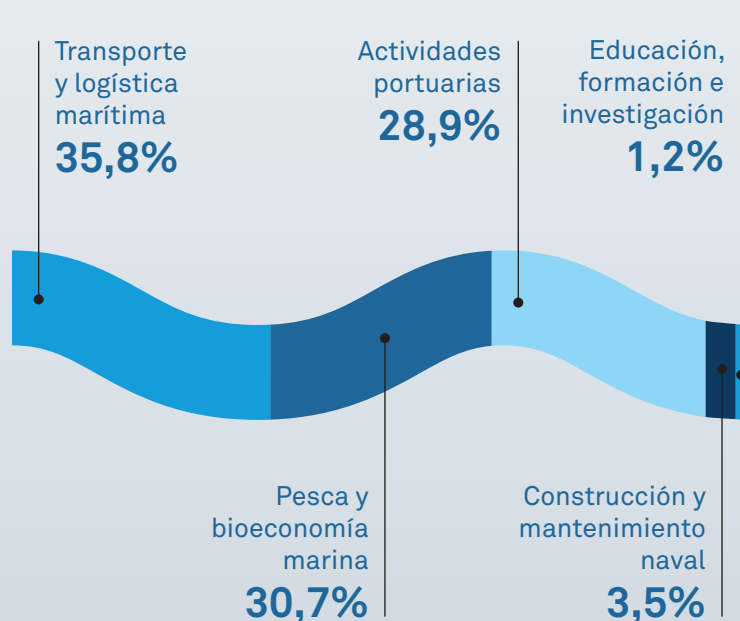 Transporte
y logística
marítima
35,8%
Actividades
portuarias
28,9%
Educación,
formación e
investigación
1,2%
Pesca y
bioeconomía
marina
30,7%
Construcción y
mantenimiento
naval
3,5%